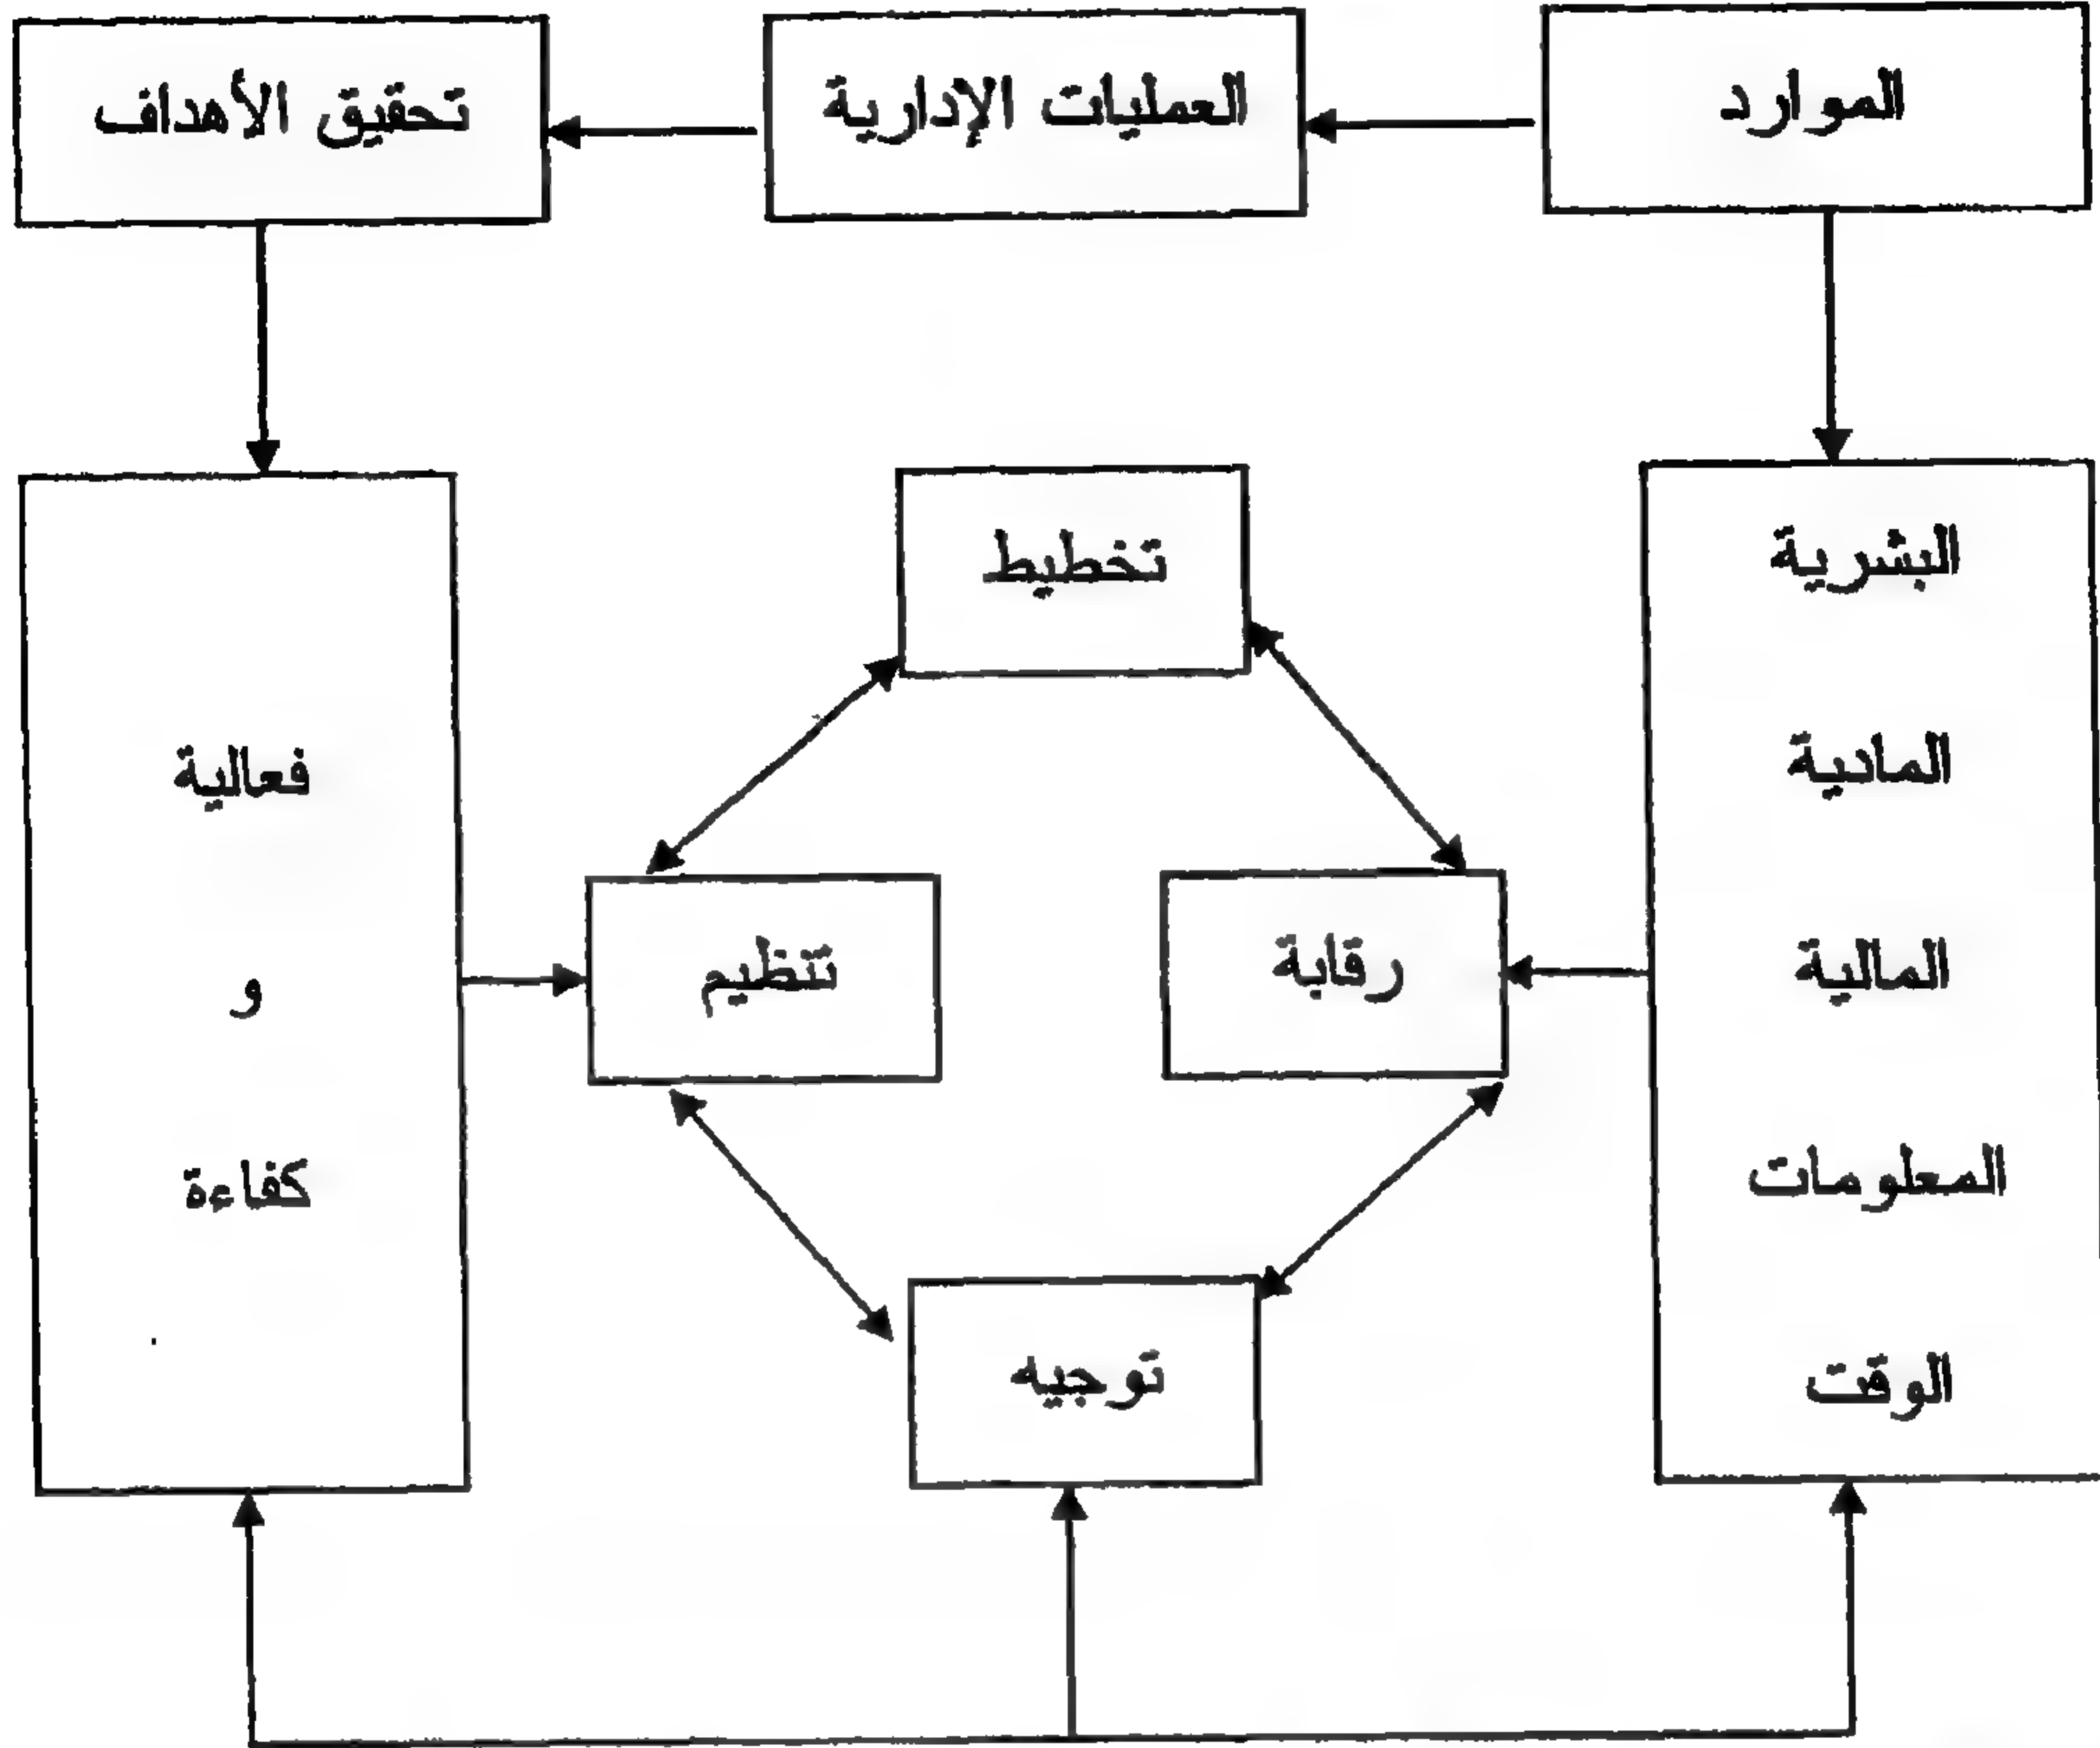 الموارد
العمليات الإدارية
تحقيق الأهداف
البشرية
المادية
المالية
المعلومات
الوقت
تخطيط
رقابة
تنظيم
توجيه
فعالية
و
كفاءة